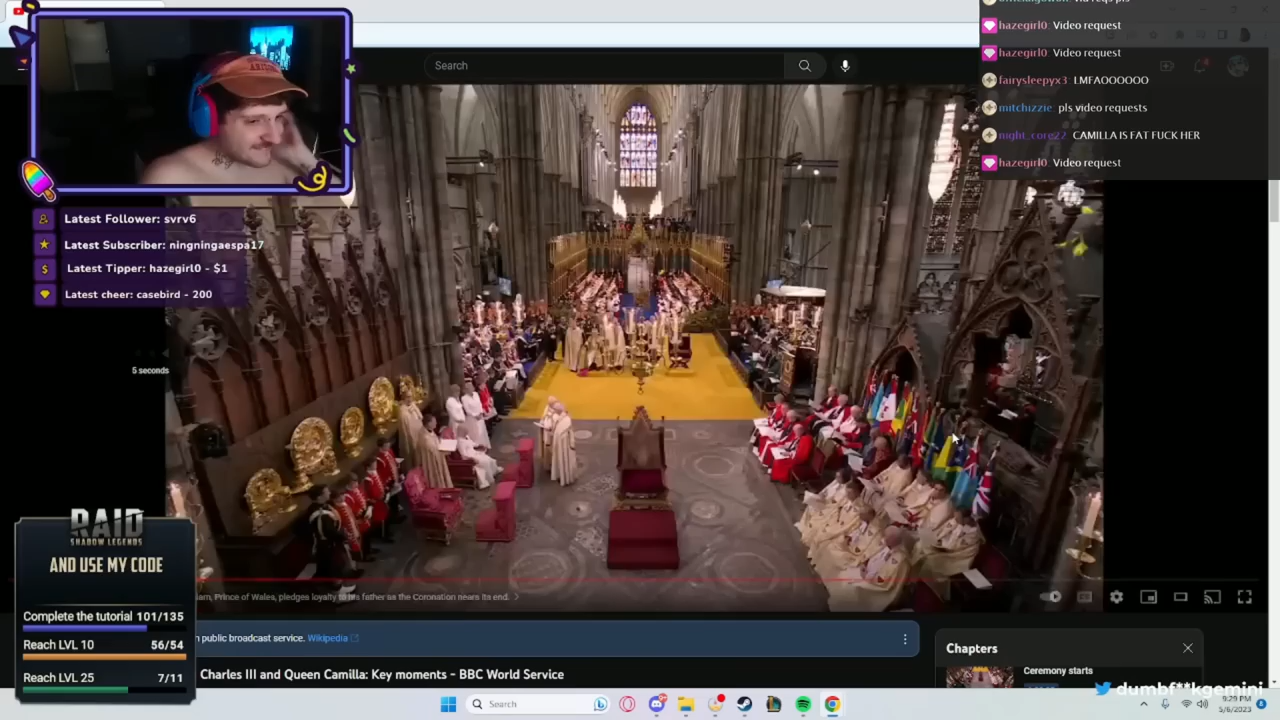 Search
hazegirl0: Video request
hazegirl0: Video request
fairysleepyx3: LMFAOOOOOO
mitchizzie: pls video requests
night_core22: CAMILLA IS FAT FUCK HER
hazegirl0: Video request
Latest Follower: svrv6
Latest Subscriber: ningningaespa17
Latest Tipper: hazegirl0 - $1
Latest cheer: casebird - 200
5 seconds
RAID
SHADOW LEGENDS
AND USE MY CODE
Complete the tutorial 101/135
Reach LVL 10 56/54
Reach LVL 25 7/11
am, Prince of Wales, pledges loyalty to his father as the Coronation nears its end.
n public broadcast service. Wikipedia
Charles III and Queen Camilla: Key moments - BBC World Service
Chapters
Ceremony starts
dumbf**kgemini
Search
9:29 PM
5/6/2023